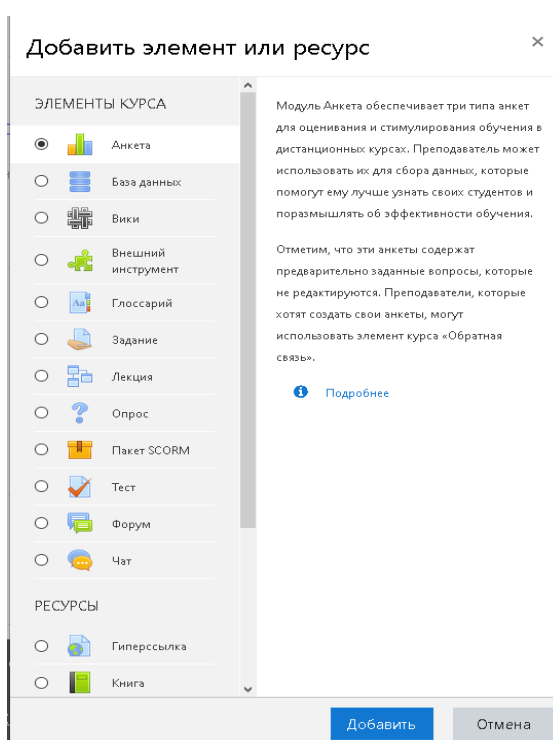 Добавить элемент или ресурс
×
ЭЛЕМЕНТЫ КУРСА
Анкета
База данных
Вики
Внешний
инструмент
Глоссарий
Задание
Лекция
Опрос
Пакет SCORM
Тест
Форум
Чат
РЕСУРСЫ
Гиперссылка
Книга
Модуль Анкета обеспечивает три типа анкет
для оценивания и стимулирования обучения в
дистанционных курсах. Преподаватель может
использовать их для сбора данных, которые
помогут ему лучше узнать своих студентов и
поразмышлять об эффективности обучения.
Отметим, что эти анкеты содержат
предварительно заданные вопросы, которые
не редактируются. Преподаватели, которые
хотят создать свои анкеты, могут
использовать элемент курса «Обратная
связь».
Подробнее
Добавить
Отмена